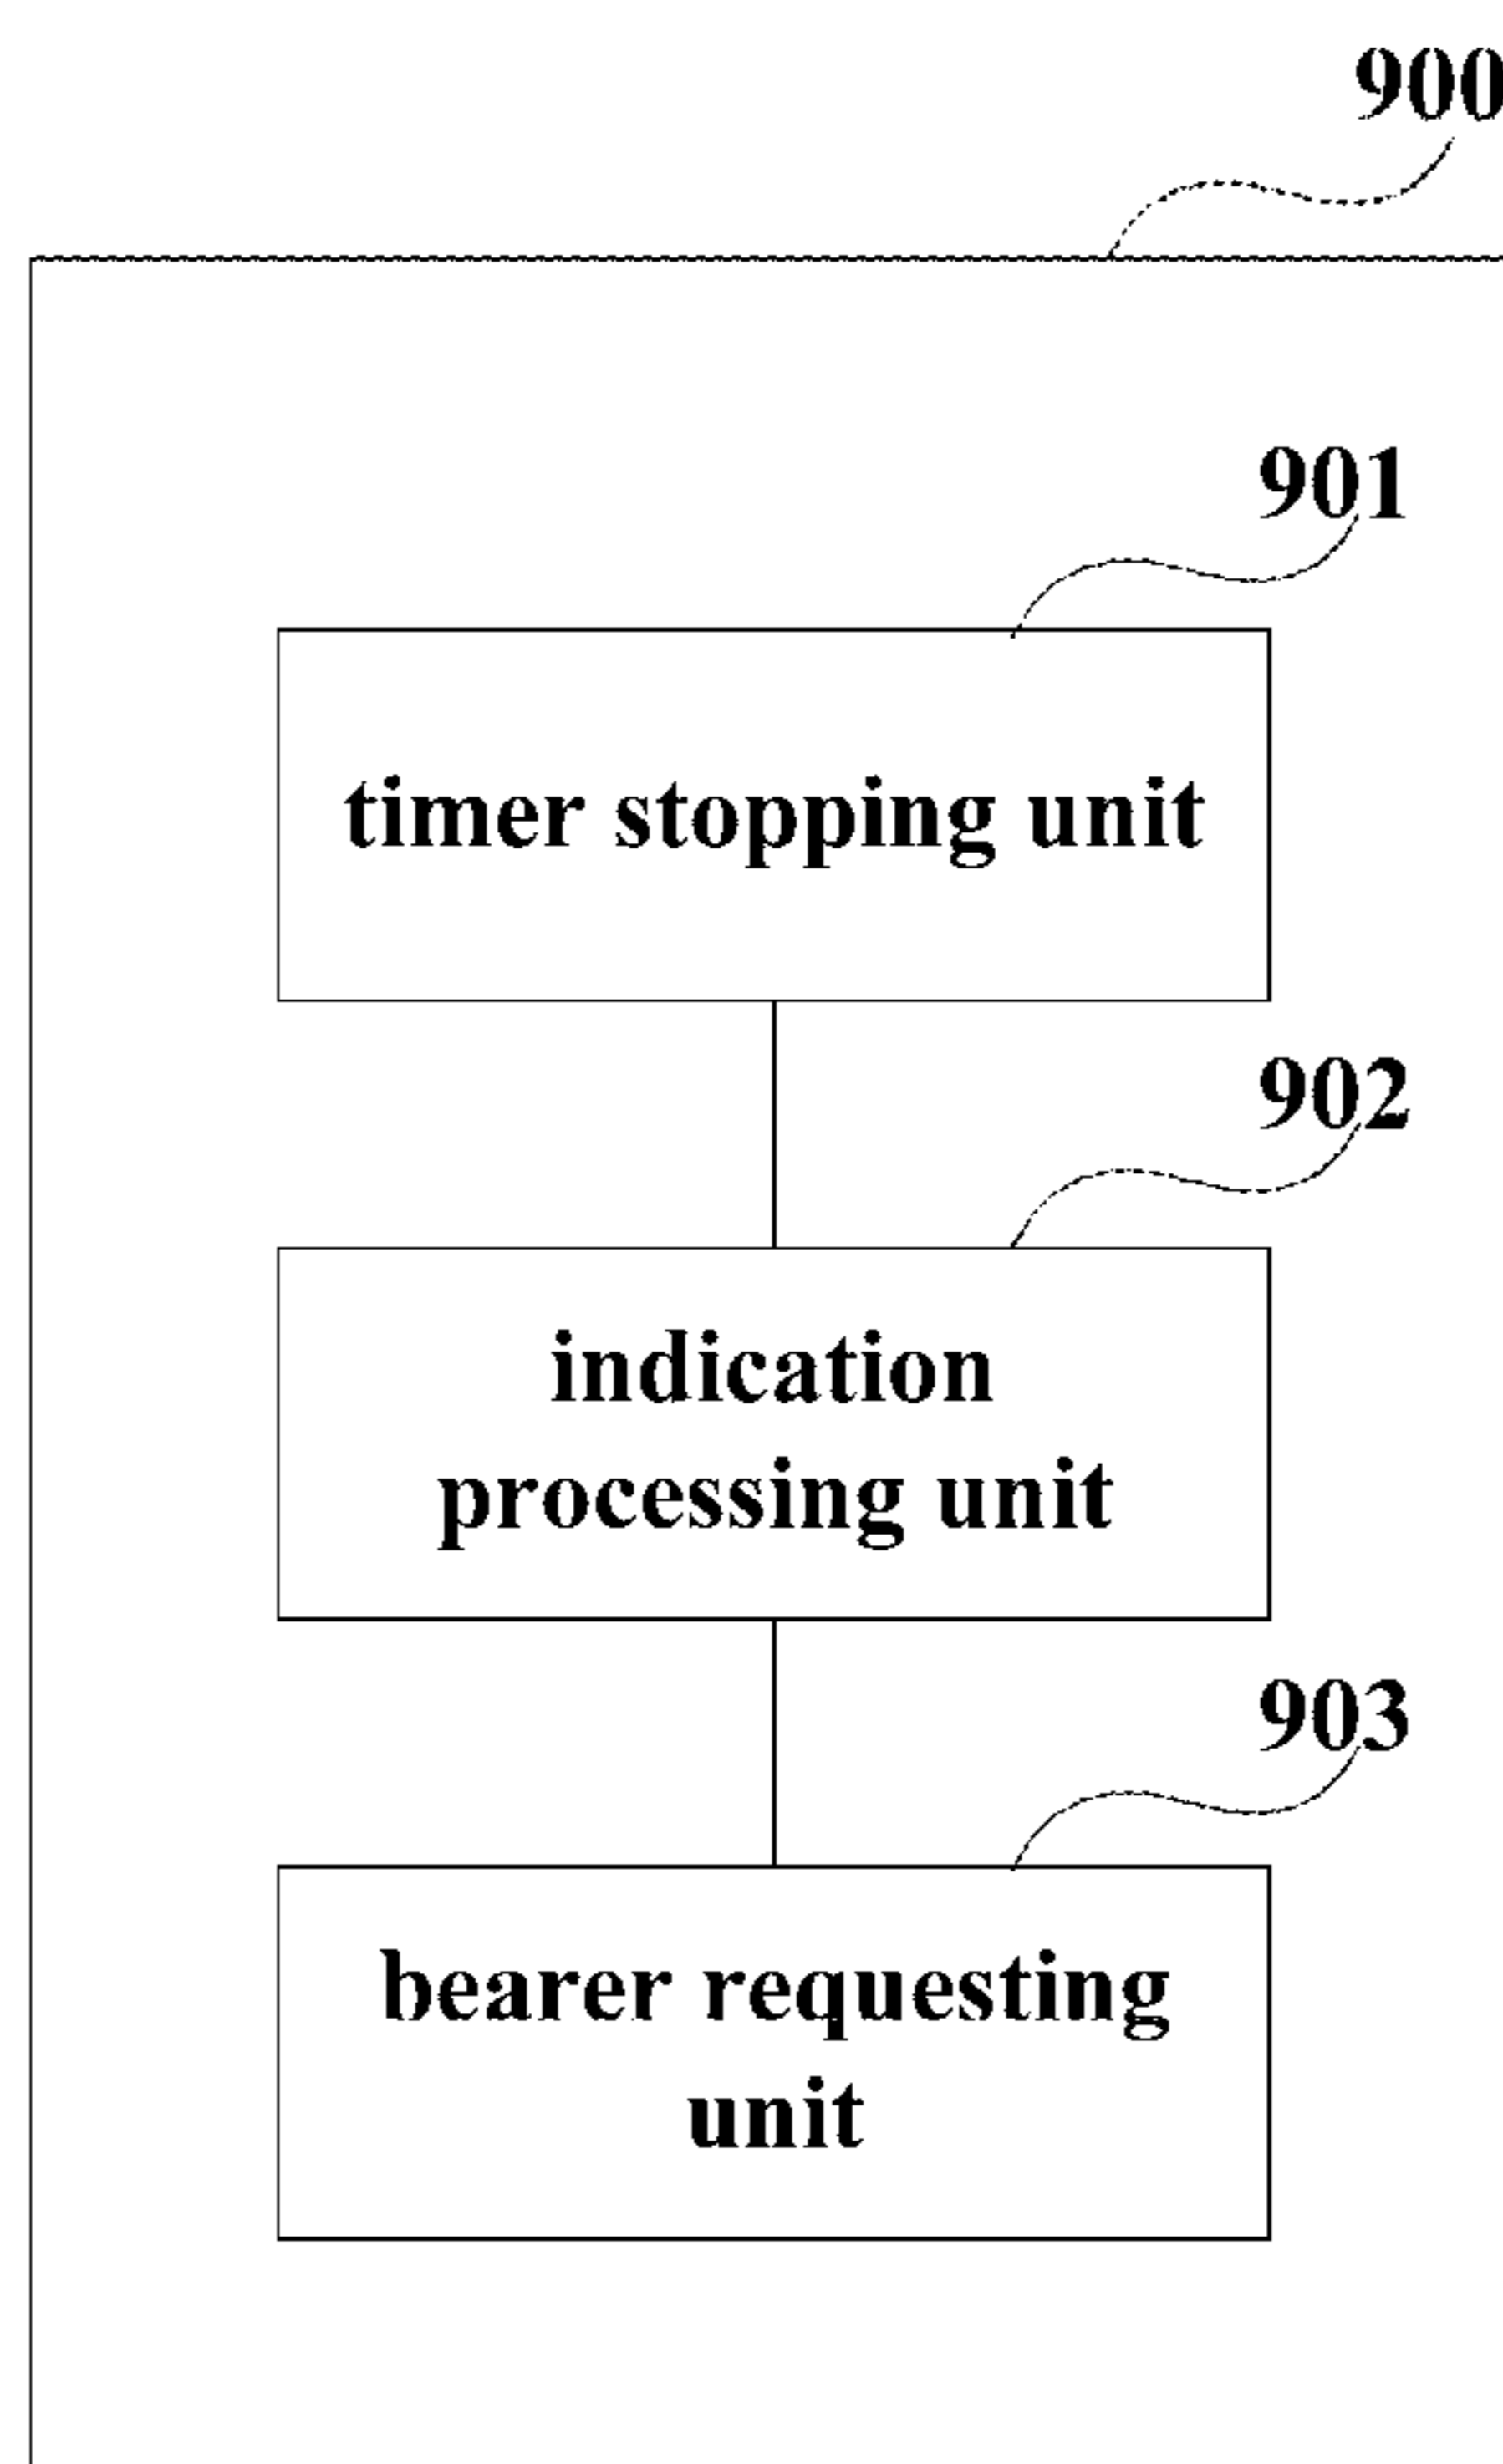 900
901
timer stopping unit
902
indication
processing unit
903
bearer requesting
unit